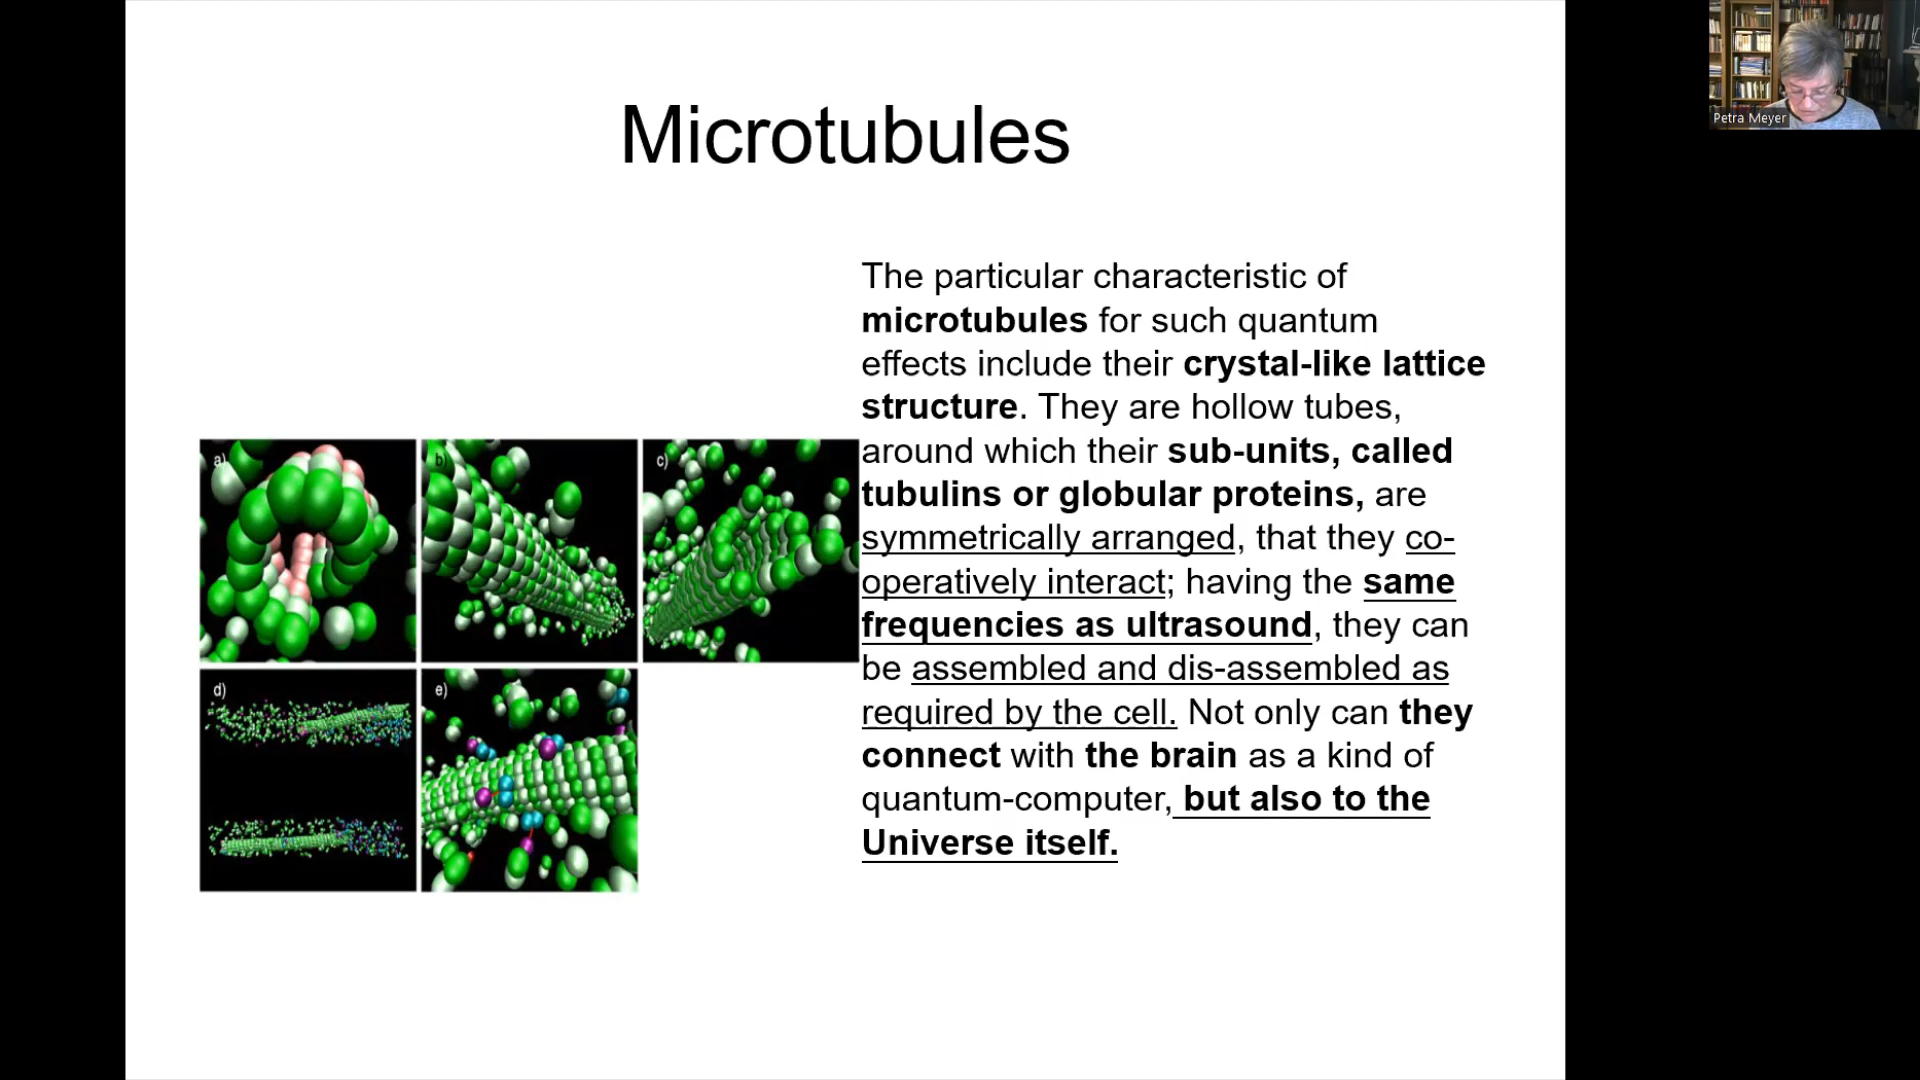 Microtubules
The particular characteristic of
microtubules for such quantum
effects include their crystal-like lattice
structure. They are hollow tubes,
around which their sub-units, called
tubulins or globular proteins, are
symmetrically arranged, that they co-
operatively interact; having the same
frequencies as ultrasound, they can
be assembled and dis-assembled as
required by the cell. Not only can they
connect with the brain as a kind of
quantum-computer, but also to the
Universe itself.
a)
b)
c)
d)
e)
Petra Meyer